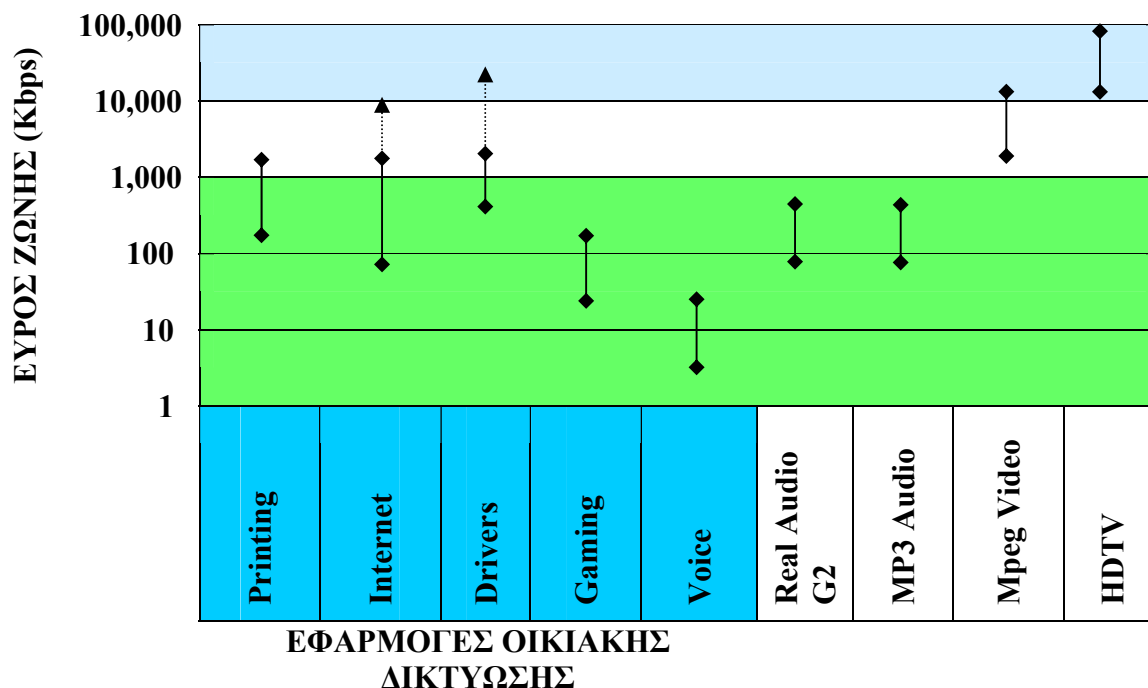 ΕΥΡΟΣ ΖΩΝΗΣ (Kbps)
100,000
10,000
1,000
100
10
1
Printing
Internet
Drivers
Gaming
Voice
Real Audio
G2
MP3 Audio
Mpeg Video
HDTV
ΕΦΑΡΜΟΓΕΣ ΟΙΚΙΑΚΗΣ
ΔΙΚΤΥΩΣΗΣ